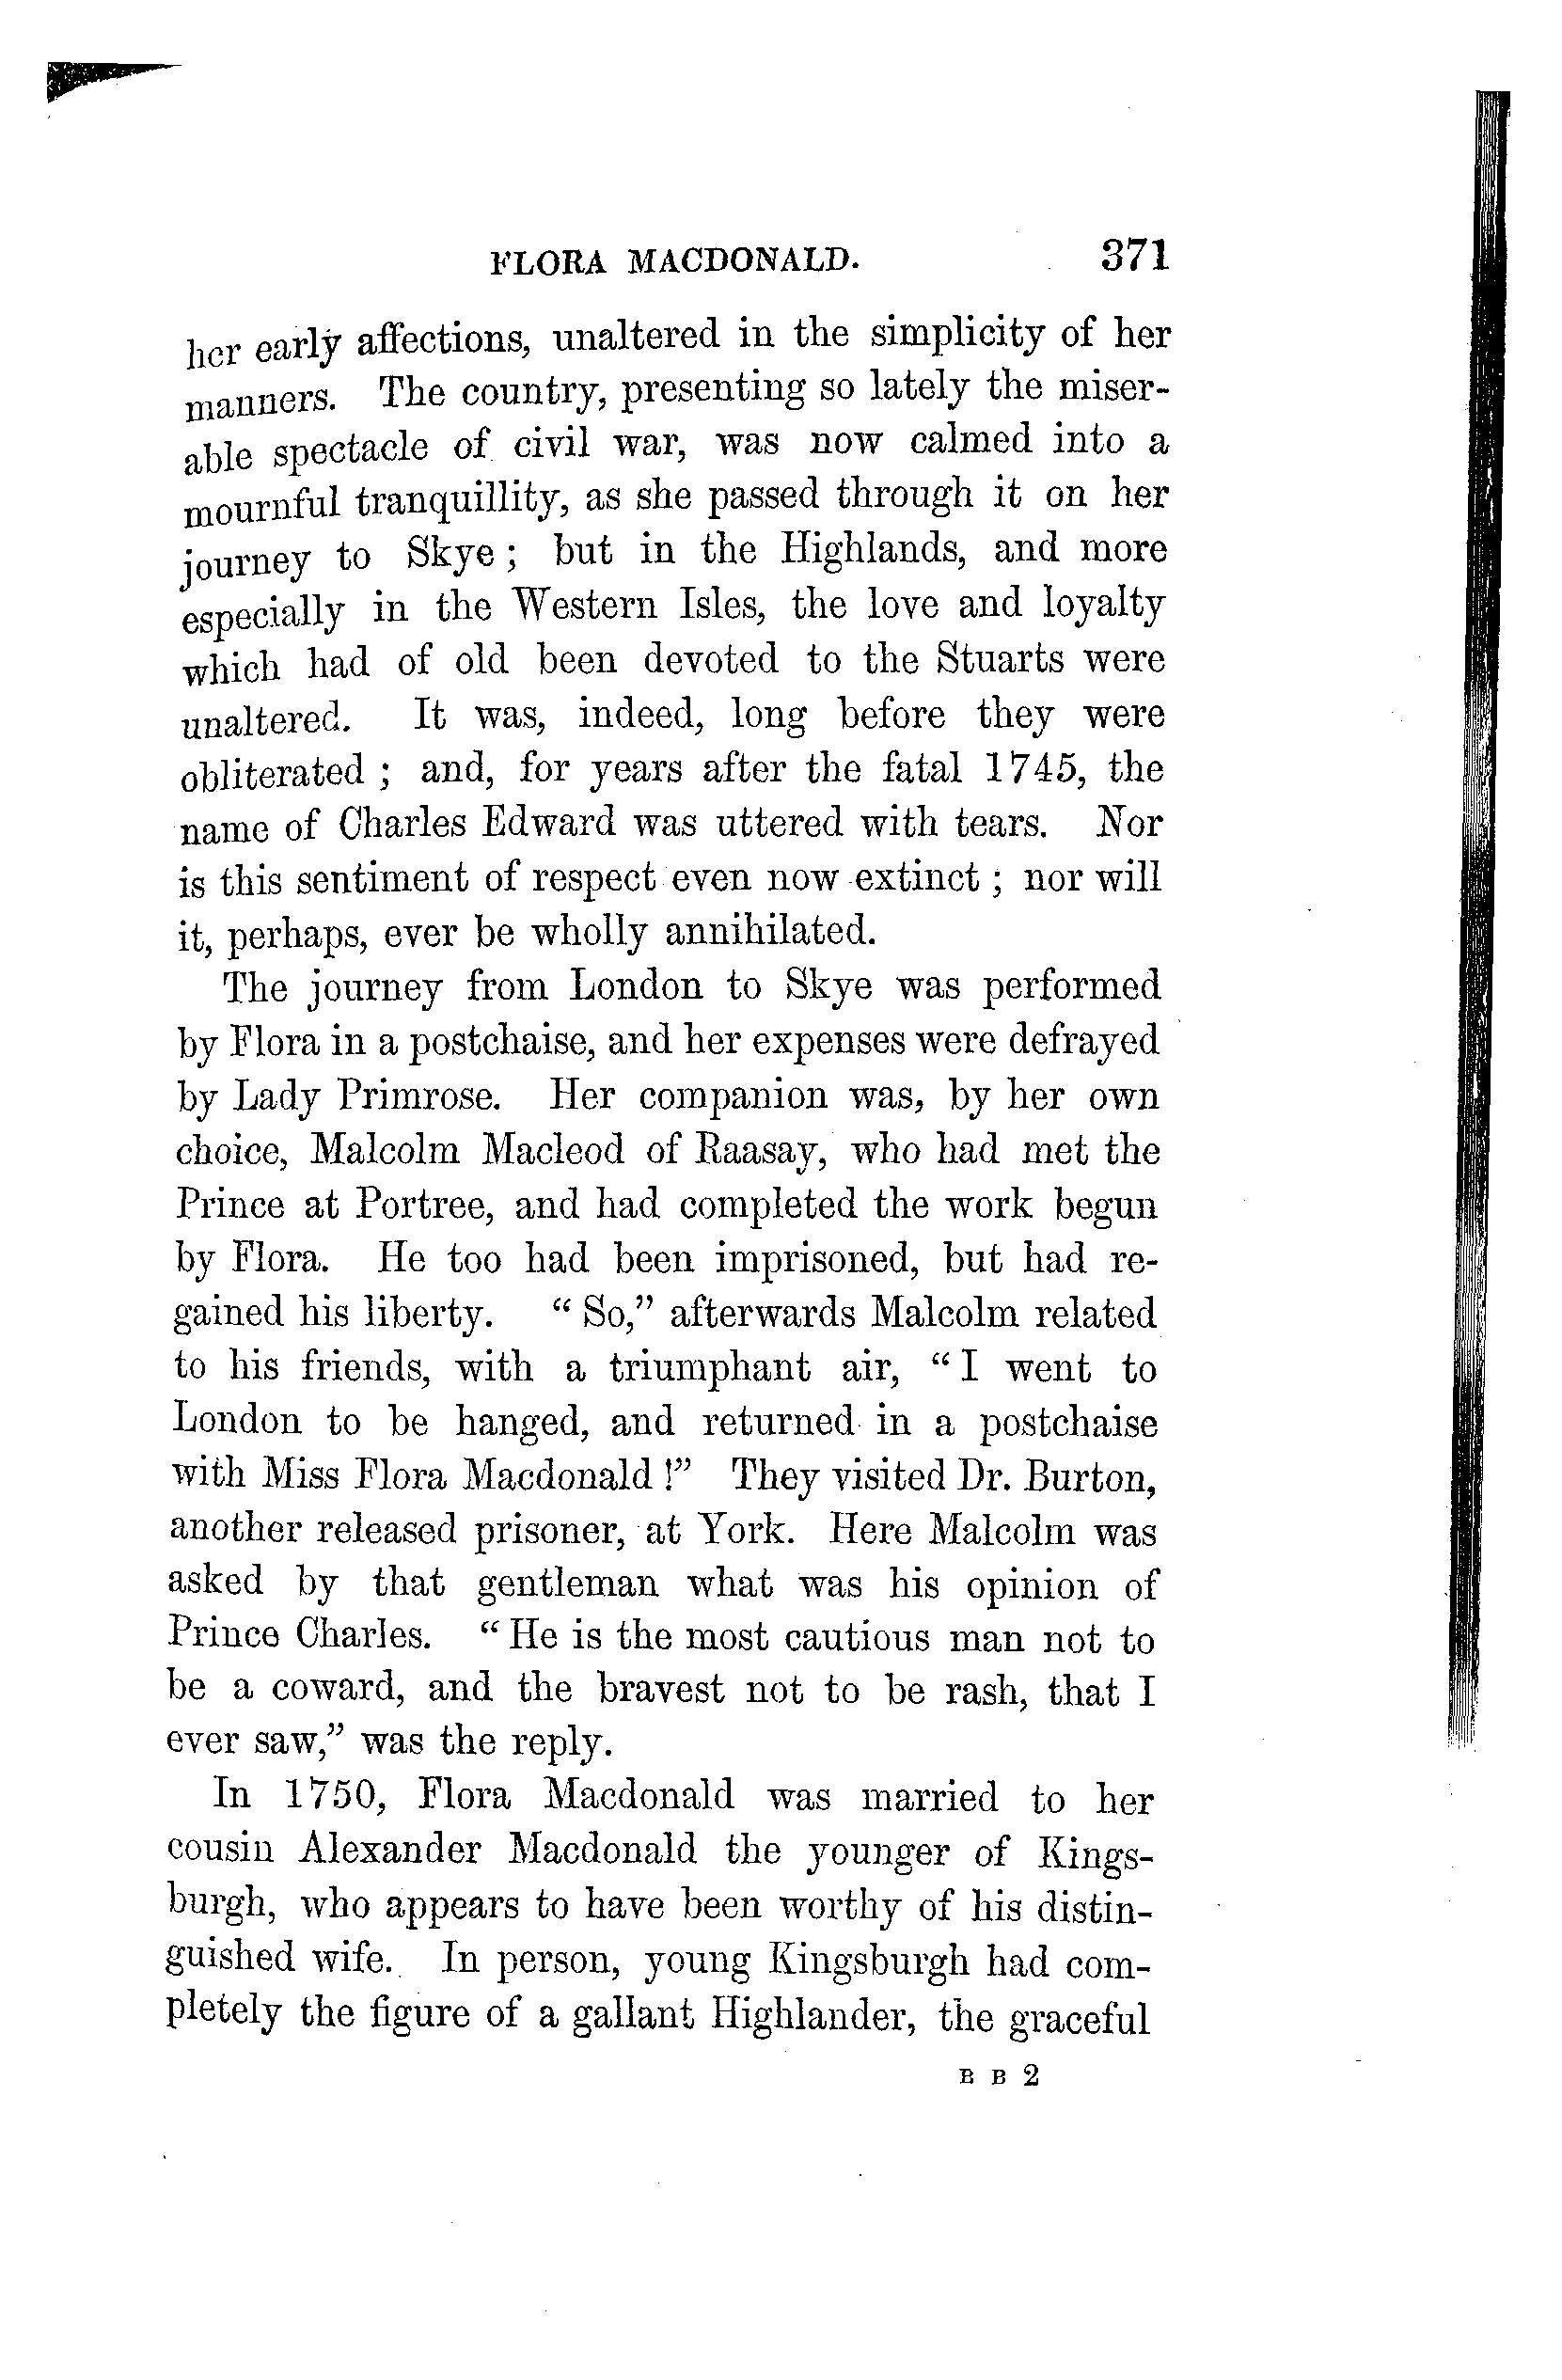 FLORA MACDONALD. 371
her early affections, unaltered in the simplicity of her
manners. The country, presenting so lately the miser-
able spectacle of civil war, was now calmed into a
mournful tranquillity, as she passed through it on her
journey to Skye ; but in the Highlands, and more
especially in the Western Isles, the love and loyalty
which had of old been devoted to the Stuarts were
unaltered. It was, indeed, long before they were
obliterated ; and, for years after the fatal 1745, the
name of Charles Edward was uttered with tears. Nor
is this sentiment of respect even now extinct ; nor will
it, perhaps, ever be wholly annihilated.
The journey from London to Skye was performed
by Flora in a postchaise, and her expenses were defrayed
by Lady Primrose. Her companion was, by her own
choice, Malcolm Macleod of Raasay, who had met the
Prince at Portree, and had completed the work begun
by Flora. He too had been imprisoned, but had re-
gained his liberty. “ So,” afterwards Malcolm related
to his friends, with a triumphant air, “ I went to
London to be hanged, and returned in a postchaise
with Miss Flora Macdonald !” They visited Dr. Burton,
another released prisoner, at York. Here Malcolm was
asked by that gentleman what was his opinion of
Prince Charles. “ He is the most cautious man not to
be a coward, and the bravest not to be rash, that I
ever saw,” was the reply.
In 1750, Flora Macdonald was married to her
cousin Alexander Macdonald the younger of Kings-
burgh, who appears to have been worthy of his distin-
guished wife. In person, young Kingsburgh had com-
pletely the figure of a gallant Highlander, the graceful
B B 2